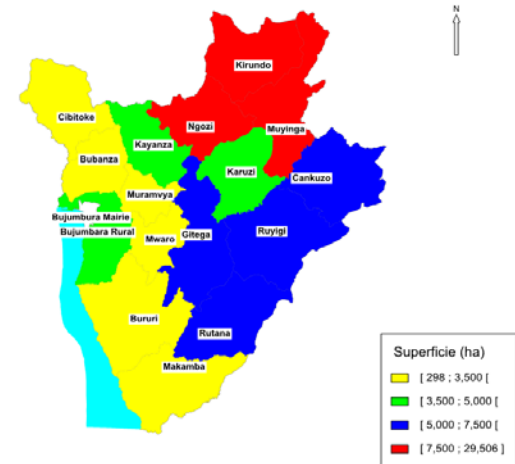 N
Kirundo
Cibitoke
Ngozi
Muyinga
Kayanza
Bubanza
Karuzi
Cankuzo
Muramvya
Bujumbura Mairie
Bujumbara Rural
Gitega
Ruyigi
Mwaro
Bururi
Rutana
Makamba
Superficie (ha)
[ 298 ; 3,500 [
[ 3,500 ; 5,000 [
[ 5,000 ; 7,500 [
[ 7,500 ; 29,506 ]